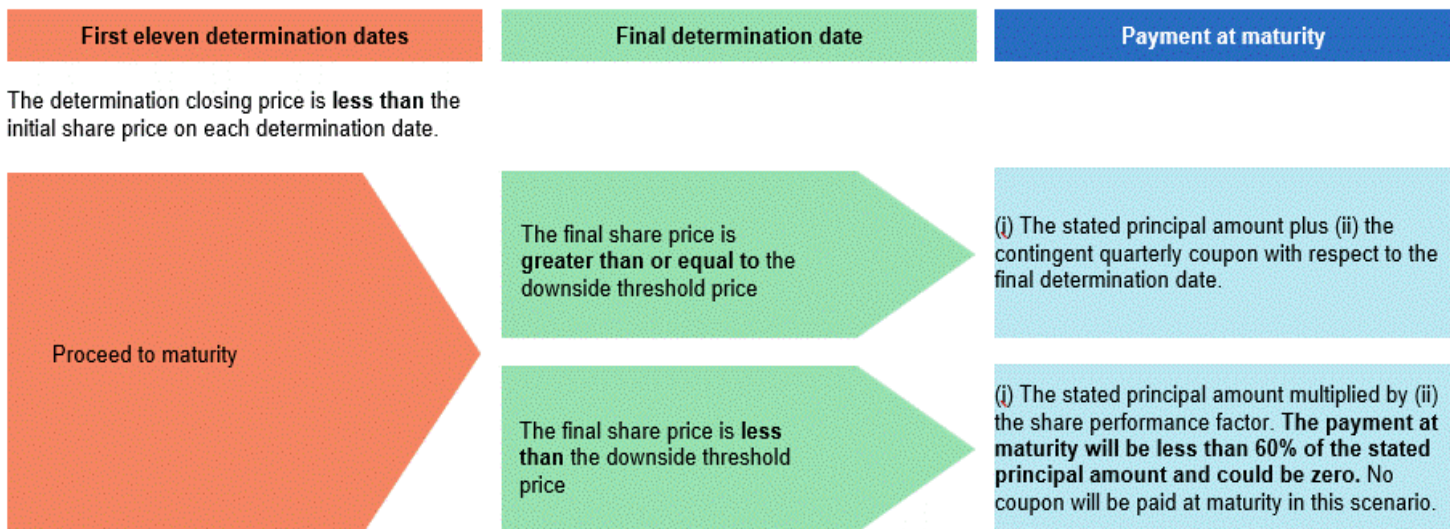 First eleven determination dates
Final determination date
Payment at maturity
The determination closing price is less than the
initial share price on each determination date.
Proceed to maturity
The final share price is
greater than or equal to the
downside threshold price
(i) The stated principal amount plus (ii) the
contingent quarterly coupon with respect to the
final determination date.
The final share price is less
than the downside threshold
price
(i) The stated principal amount multiplied by (ii)
the share performance factor. The payment at
maturity will be less than 60% of the stated
principal amount and could be zero. No
coupon will be paid at maturity in this scenario.